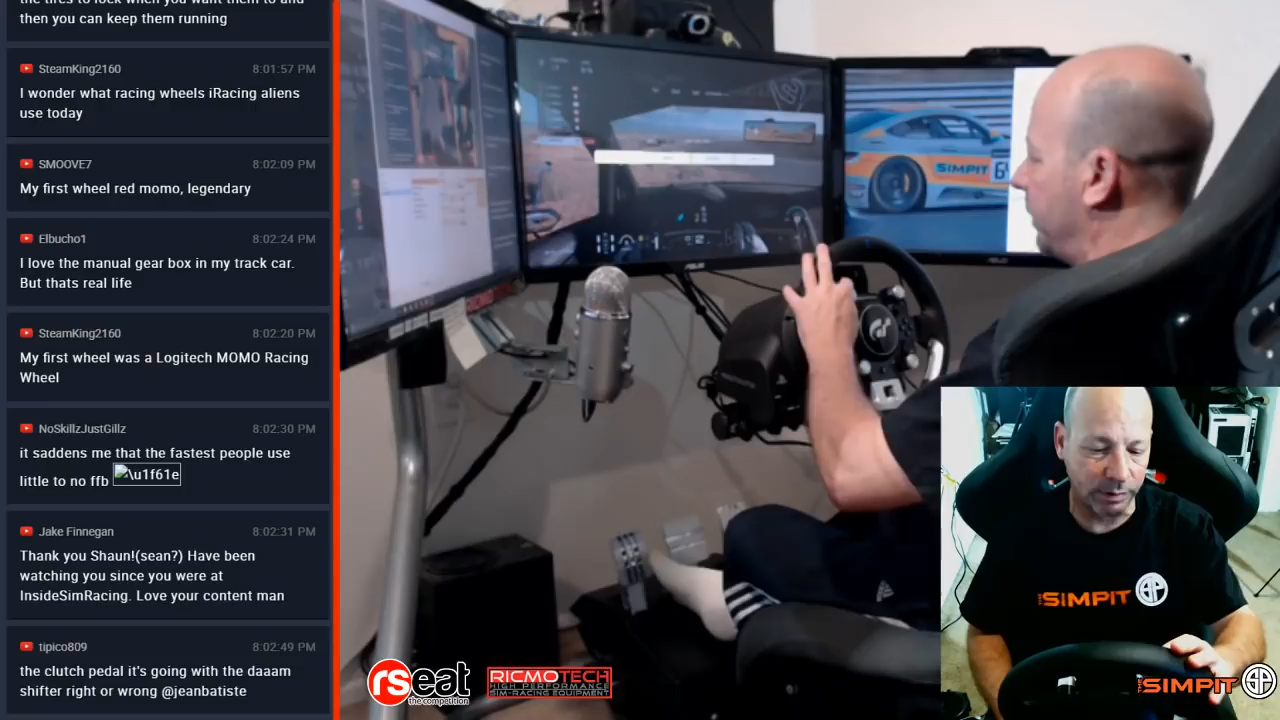 the tires to lock when you want them to and
then you can keep them running
SteamKing2160 8:01:57 PM
I wonder what racing wheels iRacing aliens
use today
SMOOVE7 8:02:09 PM
My first wheel red momo, legendary
Elbucho1 8:02:24 PM
I love the manual gear box in my track car.
But thats real life
SteamKing2160 8:02:20 PM
My first wheel was a Logitech MOMO Racing
Wheel
NoSkillzJustGillz 8:02:30 PM
it saddens me that the fastest people use
little to no ffb \u1f61e
Jake Finnegan 8:02:31 PM
Thank you Shaun!(sean?) Have been
watching you since you were at
InsideSimRacing. Love your content man
tipico809 8:02:49 PM
the clutch pedal it's going with the daaam
shifter right or wrong @jeanbatista
SIMPIT
ASUS
ASUS
THE SIMPIT SP
rseat
the competition
RICMOTECH
HIGH PERFORMANCE
SIM-RACING EQUIPMENT
THE SIMPIT SP